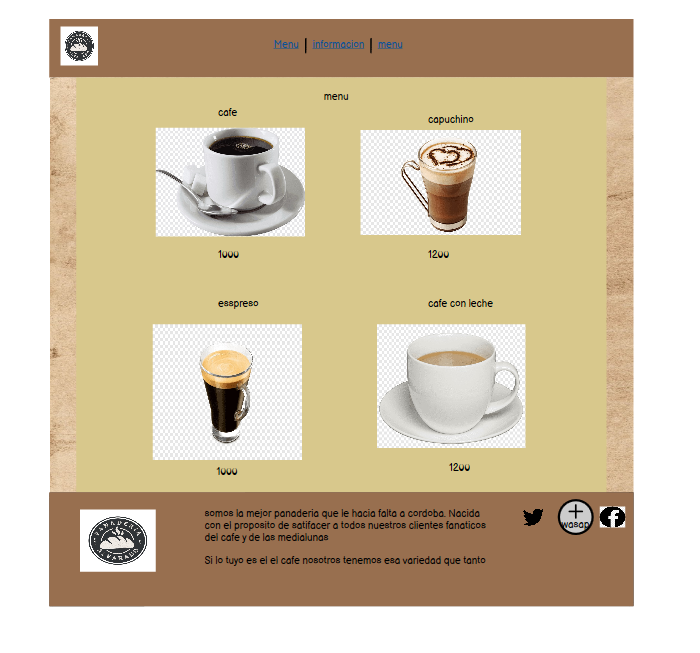 Menu | informacion | menu
menu
cafe
capuchino
1000
1200
esspreso
cafe con leche
1000
1200
PANADERIA
somos la mejor panaderia que le hacia falta a cordoba. Nacida
con el proposito de satifacer a todos nuestros clientes fanaticos
del cafe y de las medialunas
Si lo tuyo es el el cafe nosotros tenemos esa variedad que tanto
+
wasap